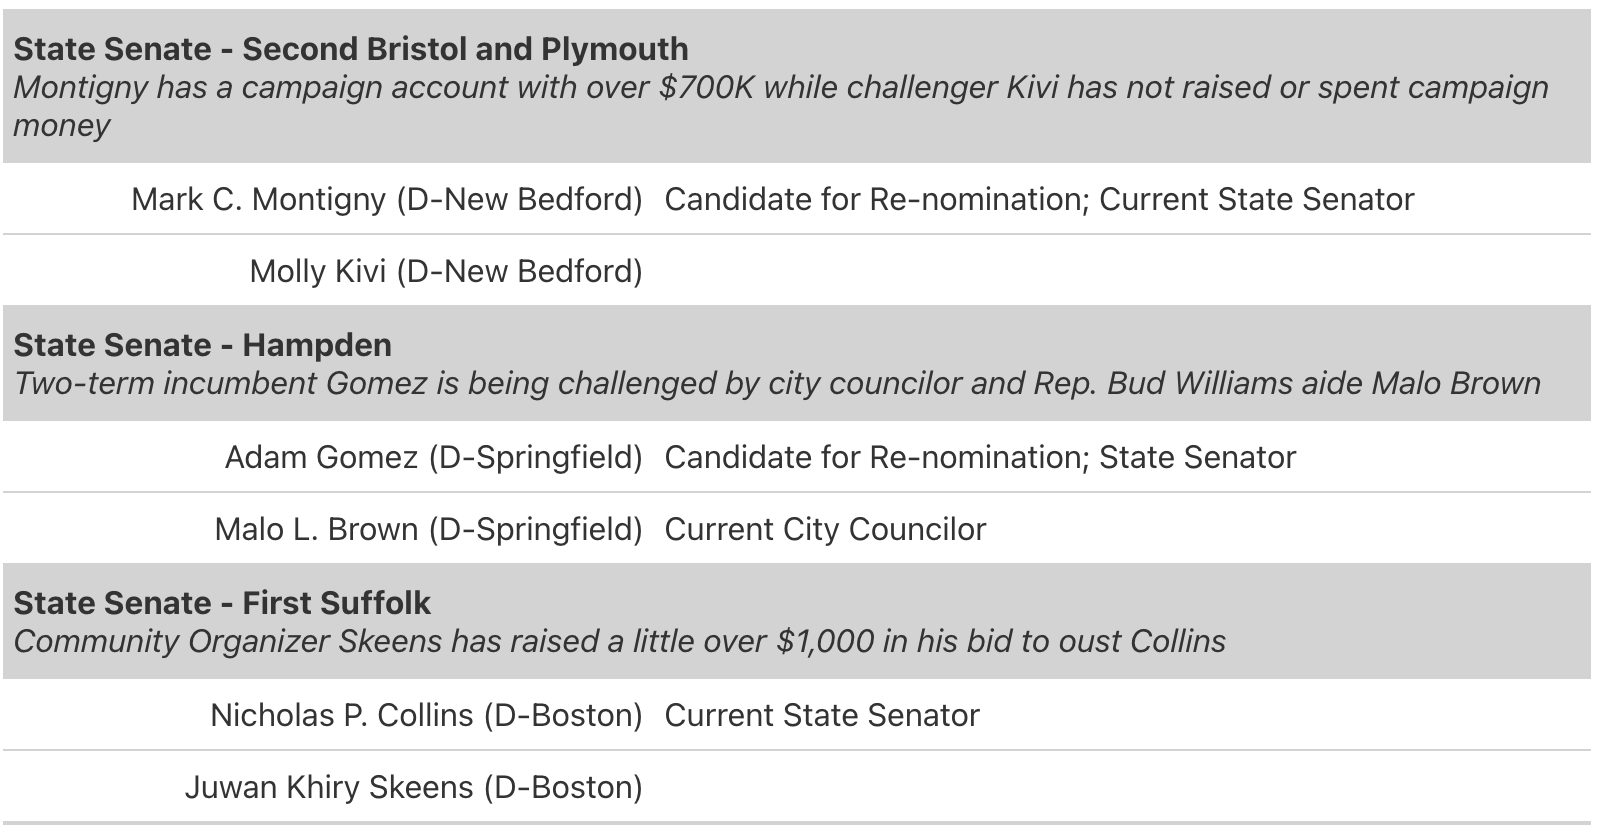 State Senate - Second Bristol and Plymouth
Montigny has a campaign account with over $700K while challenger Kivi has not raised or spent campaign
money
Mark C. Montigny (D-New Bedford) Candidate for Re-nomination; Current State Senator
Molly Kivi (D-New Bedford)
State Senate - Hampden
Two-term incumbent Gomez is being challenged by city councilor and Rep. Bud Williams aide Malo Brown
Adam Gomez (D-Springfield) Candidate for Re-nomination; State Senator
Malo L. Brown (D-Springfield) Current City Councilor
State Senate - First Suffolk
Community Organizer Skeens has raised a little over $1,000 in his bid to oust Collins
Nicholas P. Collins (D-Boston) Current State Senator
Juwan Khiry Skeens (D-Boston)